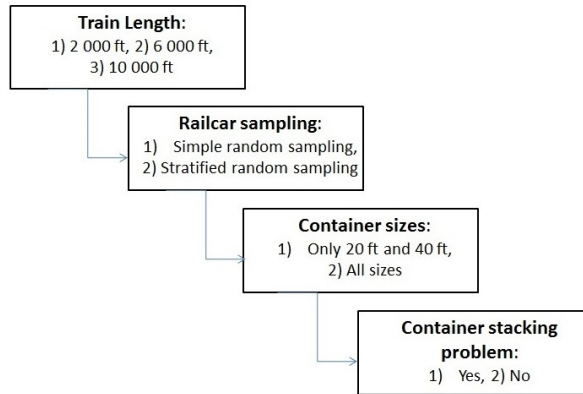 Train Length:
1) 2 000 ft, 2) 6 000 ft,
3) 10 000 ft
Railcar sampling:
1) Simple random sampling,
2) Stratified random sampling
Container sizes:
1) Only 20 ft and 40 ft,
2) All sizes
Container stacking
problem:
1) Yes, 2) No